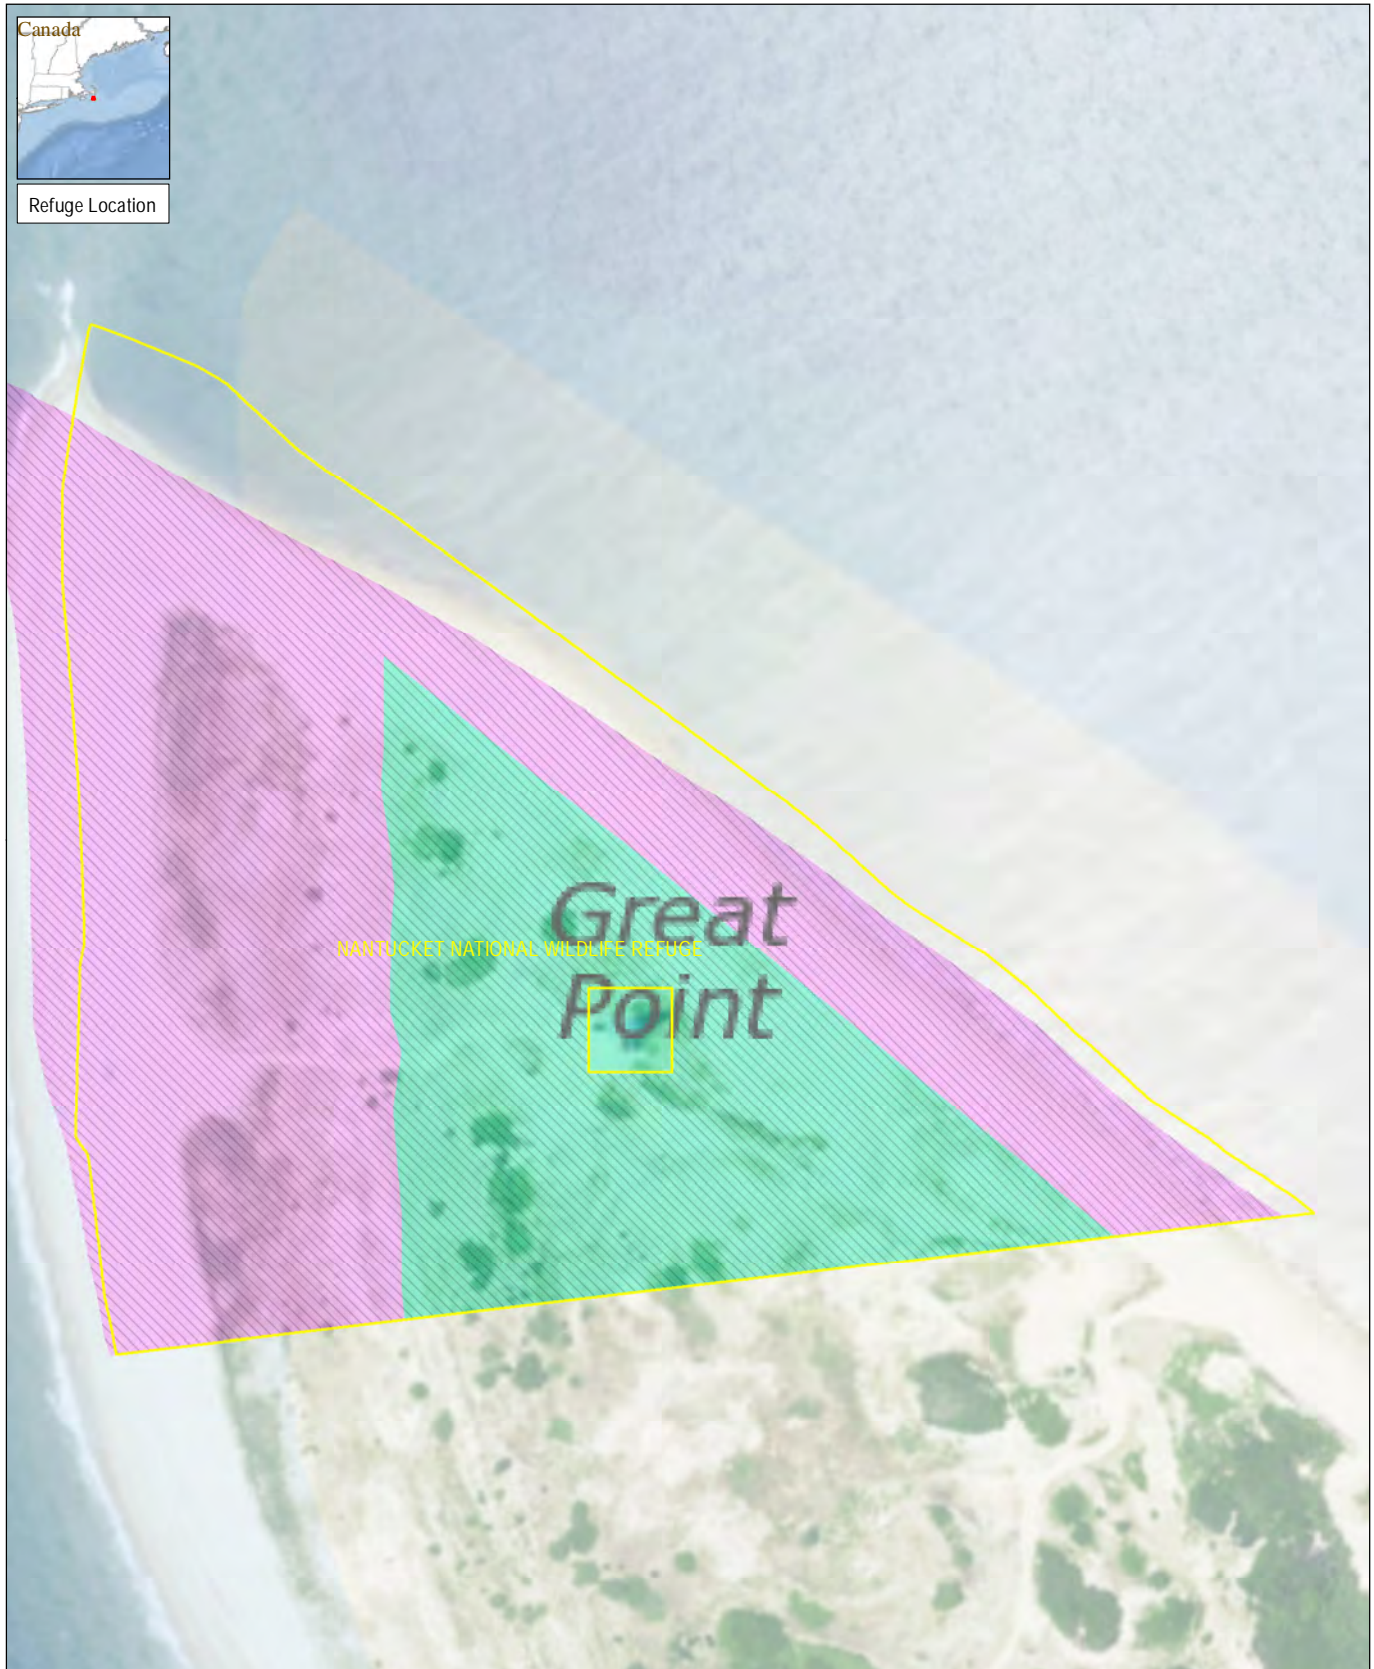 Canada
Refuge Location
Great
NANTUCKET NATIONAL WILDLIFE REFUGE
Point